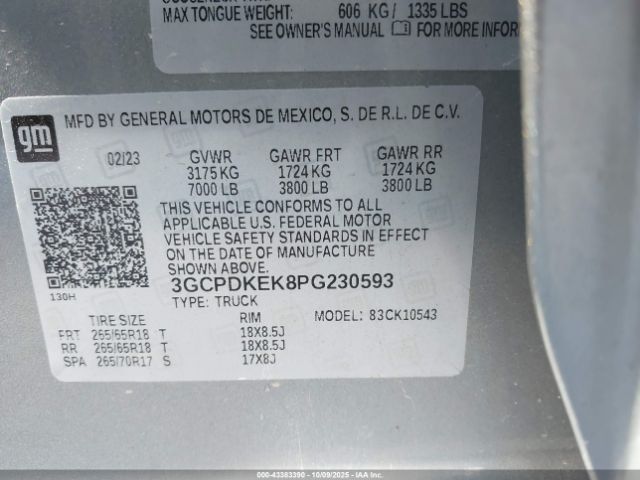 MAX TONGUE WEIGHT: 606 KG / 1335 LBS
SEE OWNER'S MANUAL FOR MORE INFORMATION
gm
MFD BY GENERAL MOTORS DE MEXICO, S. DE R.L. DE C.V.
02/23 GVWR GAWR FRT GAWR RR
3175 KG 1724 KG 1724 KG
7000 LB 3800 LB 3800 LB
THIS VEHICLE CONFORMS TO ALL
APPLICABLE U.S. FEDERAL MOTOR
VEHICLE SAFETY STANDARDS IN EFFECT
ON THE DATE OF MANUFACTURE
SHOWN ABOVE.
130H
3GCPDKEK8PG230593
TYPE: TRUCK MODEL: 83CK10543
TIRE SIZE RIM
FRT 265/65R18 T 18X8.5J
RR 265/65R18 T 18X8.5J
SPA 265/70R17 S 17X8J
000-43383390 - 10/09/2025 - IAAI.com